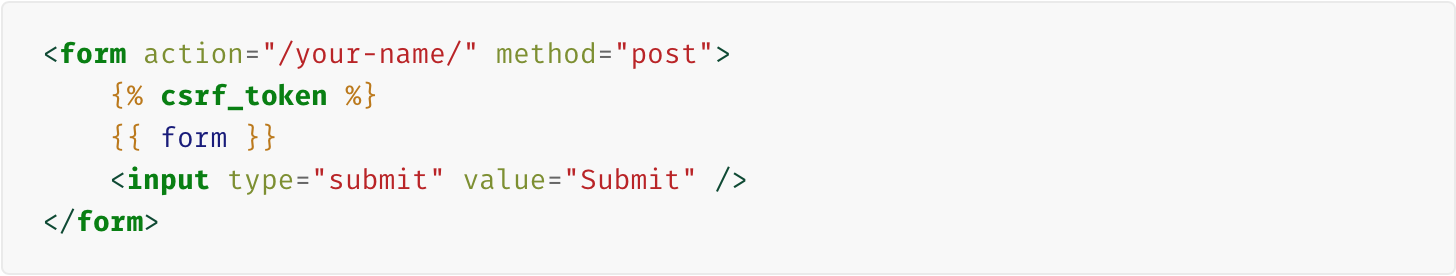 <form action="/your-name/" method="post">
    {% csrf_token %}
    {{ form }}
    <input type="submit" value="Submit" />
</form>